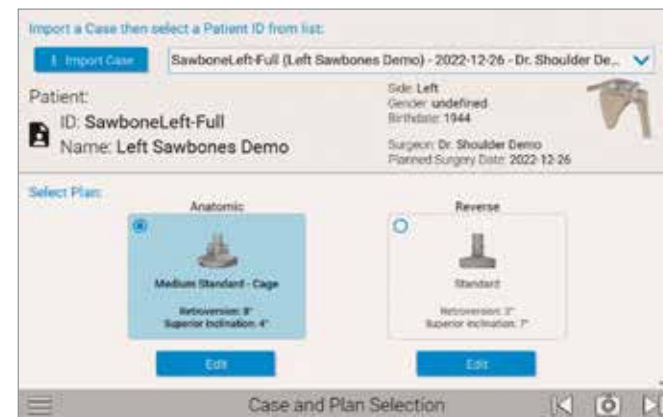 Import a Case then select a Patient ID from list:
Import Case
SawboneLeft-Full (Left Sawbones Demo) - 2022-12-26 - Dr. Shoulder De...
Patient:
ID: SawboneLeft-Full
Name: Left Sawbones Demo
Side: Left
Gender: undefined
Birthdate: 1944
Surgeon: Dr. Shoulder Demo
Planned Surgery Date: 2022-12-26
Select Plan:
Anatomic
Medium Standard - Cage
Retroversion: 8°
Superior Inclination: 4°
Edit
Reverse
Standard
Retroversion: 3°
Superior Inclination: 7°
Edit
Case and Plan Selection